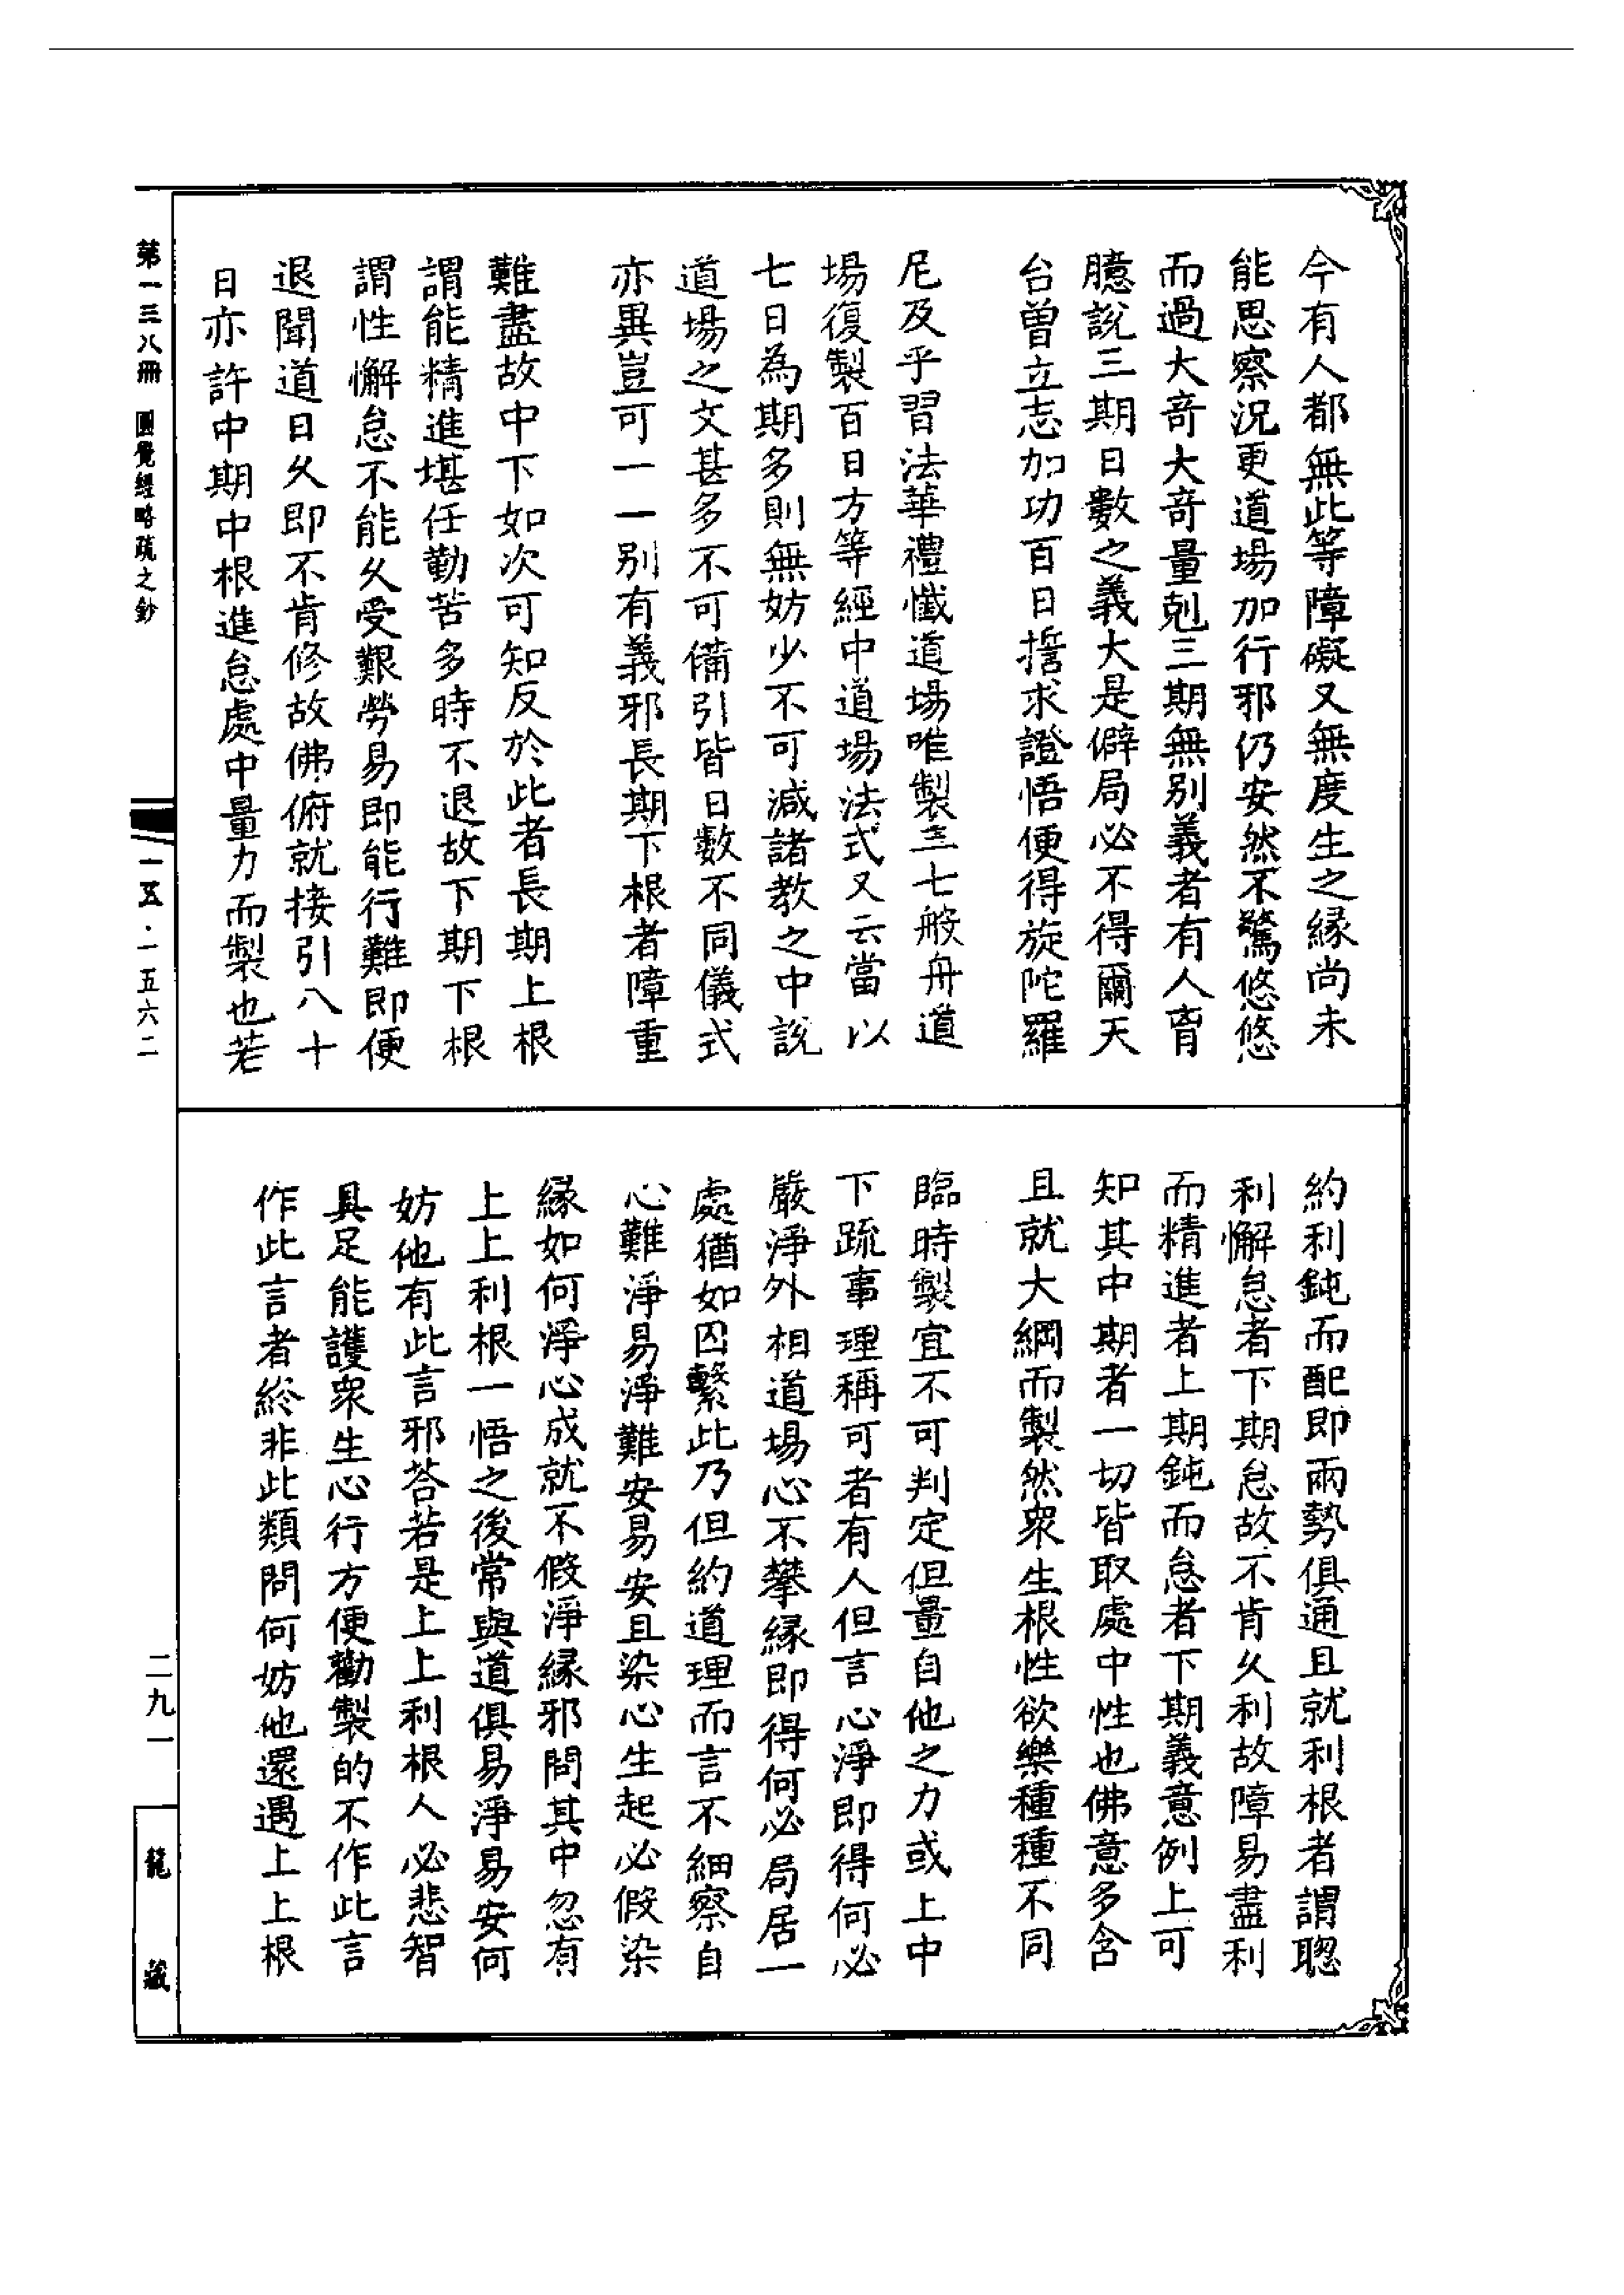 今有人都無此等障礙又無度生之緣尚未
能思察況更道場加行邪仍安然不驚悠悠
而過大奇大奇量剋三期無別義者有人育
臆說三期日數之義大是僻局必不得爾天
台曾立志加功百日擔求證悟便得旋陀羅
尼及乎習法華禮懺道場唯製三七般舟道
場復製百日方等經中道場法式又云當以
七日為期多則無妨少不可減諸教之中說
道場之文甚多不可備引皆日數不同儀式
亦異豈可一一別有義邪長期下根者障重
難盡故中下如次可知反於此者長期上根
謂能精進堪任勤苦多時不退故下期下根
謂性懈怠不能久受艱勞易即能行難即便
退聞道日久即不肯修故佛俯就接引八十
日亦許中期中根進怠處中量力而製也若
約利鈍而配即兩勢俱通且就利根者謂聰
利懈怠者下期怠故不肯久利故障易盡利
而精進者上期鈍而怠者下期義意例上可
知其中期者一切皆取處中性也佛意多含
且就大綱而製然眾生根性欲樂種種不同
臨時製宜不可判定但量自他之力或上中
下疏事理稱可者有人但言心淨即得何必
嚴淨外相道場心不攀緣即得何必局居一
處猶如囚繫此乃但約道理而言不細察自
心難淨易淨難安易安且染心生起必假染
緣如何淨心成就不假淨緣邪問其中忽有
上上利根一悟之後常與道俱易淨易安何
妨他有此言邪荅若是上上利根人必悲智
具足能護眾生心行方便勸製的不作此言
作此言者終非此類問何妨他還遇上上根
第一三八冊 圓覺經略疏之鈔
一五·一五六二
二九一
龍藏